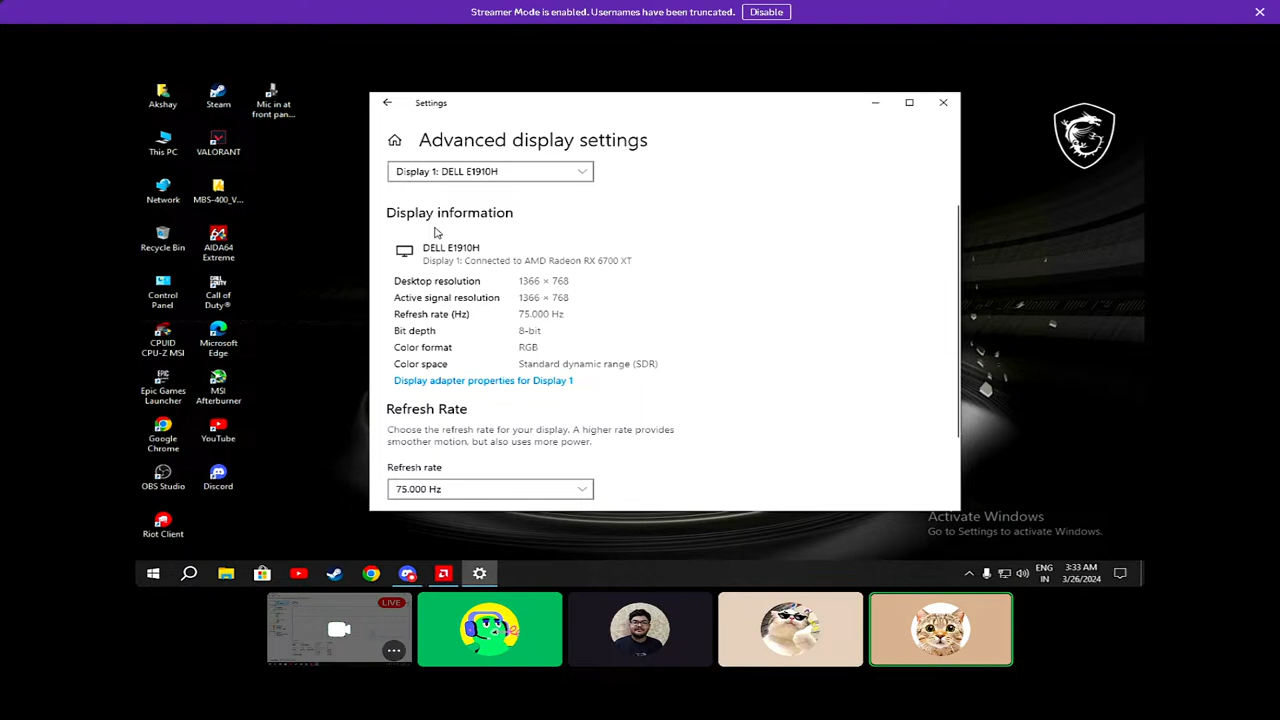 Streamer Mode is enabled. Usernames have been truncated. Disable
Akshay
Steam
Mic in at
front pan...
This PC
VALORANT
Network
MBS-400_V...
Recycle Bin
AIDA64
Extreme
Control
Panel
Call of
Duty®
CPUID
CPU-Z MSI
Microsoft
Edge
Epic Games
Launcher
MSI
Afterburner
Google
Chrome
YouTube
OBS Studio
Discord
Riot Client
Settings
Advanced display settings
Display 1: DELL E1910H
Display information
DELL E1910H
Display 1: Connected to AMD Radeon RX 6700 XT
Desktop resolution 1366 × 768
Active signal resolution 1366 × 768
Refresh rate (Hz) 75.000 Hz
Bit depth 8-bit
Color format RGB
Color space Standard dynamic range (SDR)
Display adapter properties for Display 1
Refresh Rate
Choose the refresh rate for your display. A higher rate provides
smoother motion, but also uses more power.
Refresh rate
75.000 Hz
Activate Windows
Go to Settings to activate Windows.
ENG
IN
3:33 AM
3/26/2024
LIVE